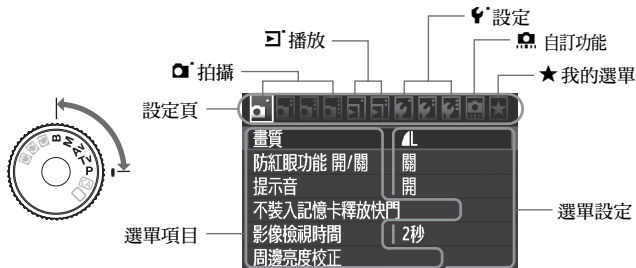 設定
播放
自訂功能
拍攝
★我的選單
設定頁
畫質 L
防紅眼功能 開/關 關
提示音 開
不裝入記憶卡釋放快門
選單設定
選單項目
影像檢視時間 2秒
周邊亮度校正
B M Av Tv P